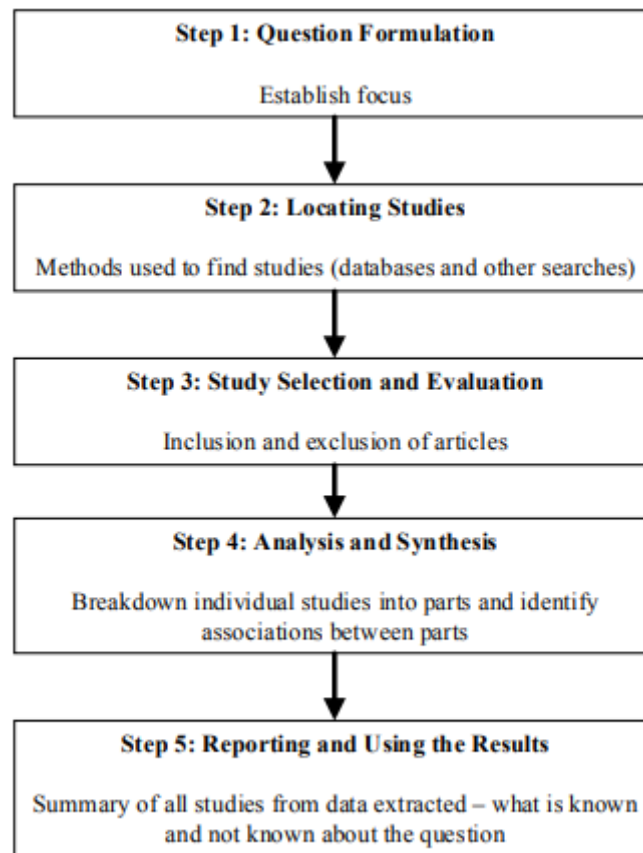 Step 1: Question Formulation
Establish focus
Step 2: Locating Studies
Methods used to find studies (databases and other searches)
Step 3: Study Selection and Evaluation
Inclusion and exclusion of articles
Step 4: Analysis and Synthesis
Breakdown individual studies into parts and identify
associations between parts
Step 5: Reporting and Using the Results
Summary of all studies from data extracted – what is known
and not known about the question